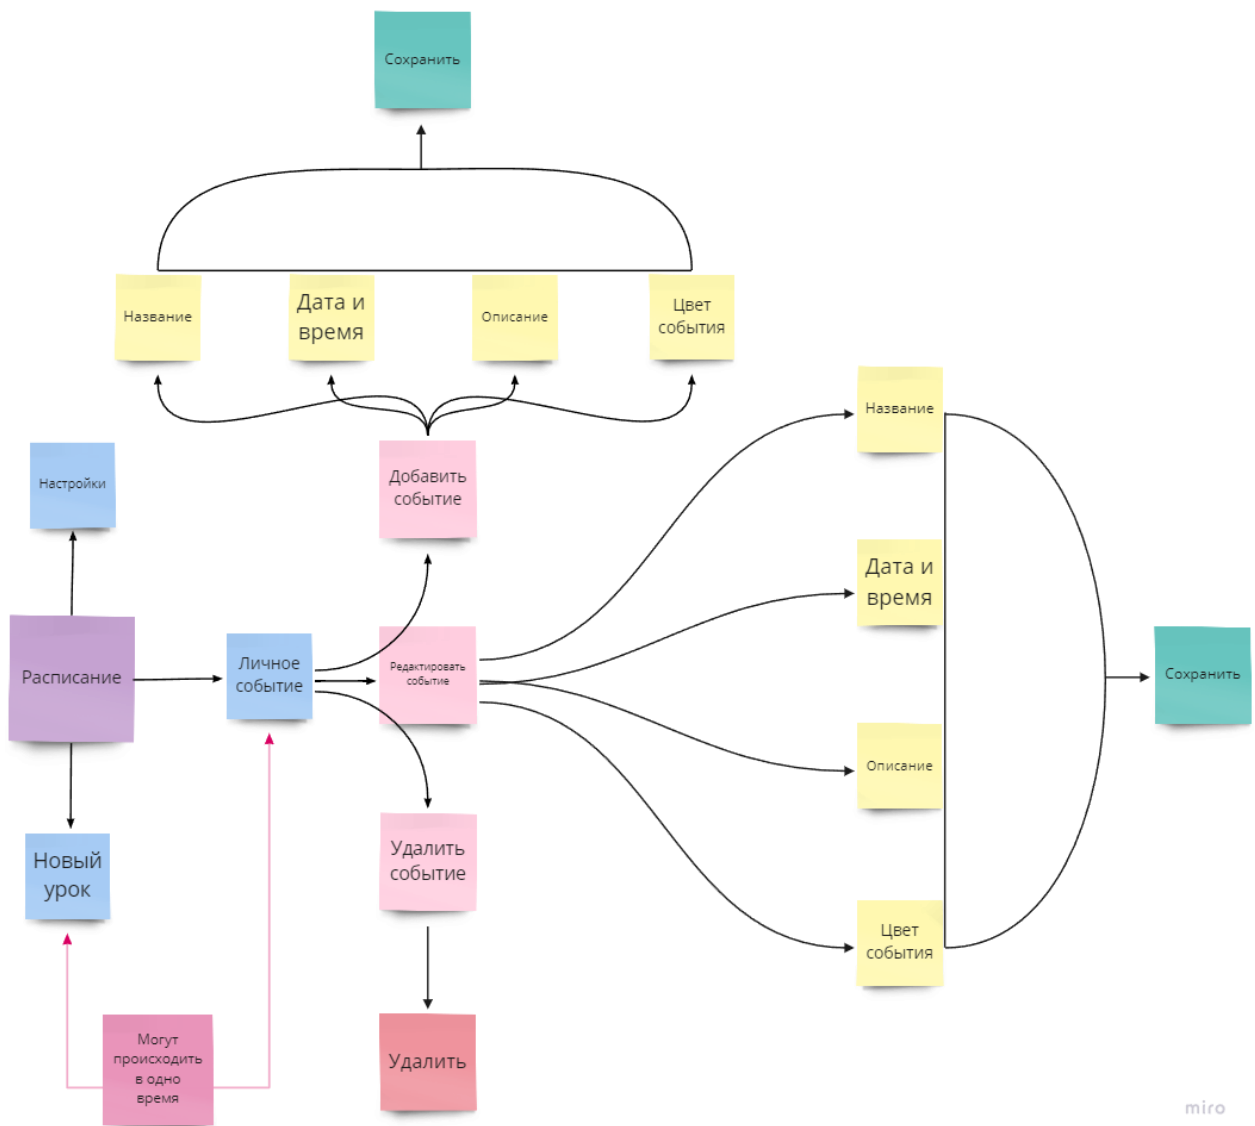 Сохранить
Название
Дата и
время
Описание
Цвет
события
Название
Добавить
событие
Настройки
Дата и
время
Расписание
Личное
событие
Редактировать
событие
Сохранить
Описание
Новый
урок
Удалить
событие
Цвет
события
Могут
происходить
в одно
время
Удалить
miro